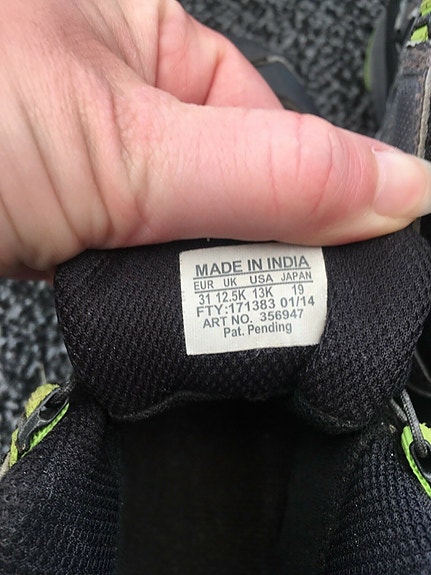 MADE IN INDIA
EUR UK USA JAPAN
31 12.5K 13K 19
FTY:171383 01/14
ART NO. 356947
Pat. Pending